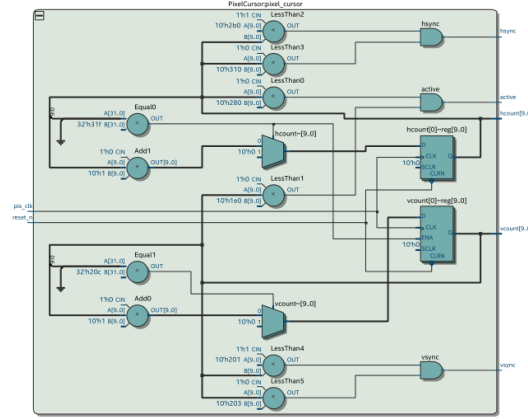 PixelCursor:pixel_cursor
LessThan2
1'h1 CIN
10'h2b0 A[9..0]
B[9..0]
OUT
hsync
hsync
LessThan3
1'h0 CIN
10'h310 A[9..0]
B[9..0]
OUT
LessThan0
1'h0 CIN
A[9..0]
10'h280 B[9..0]
OUT
active
active
hcount[9..0]
Equal0
A[31..0]
32'h31f B[31..0]
OUT
hcount~[9..0]
0
10'h0 1
hcount[0]~reg[9..0]
D
CLK
10'h0
SCLR
CLRN
Q
Add1
1'h0 CIN
A[9..0]
10'h1 B[9..0]
OUT[9..0]
LessThan1
1'h0 CIN
A[9..0]
10'h1e0 B[9..0]
OUT
vcount[0]~reg[9..0]
pix_clk
reset_n
D
CLK
ENA
10'h0
SCLR
CLRN
Q
vcount[9..0]
Equal1
A[31..0]
32'h20c B[31..0]
OUT
Add0
1'h0 CIN
A[9..0]
10'h1 B[9..0]
OUT[9..0]
vcount~[9..0]
0
10'h0 1
LessThan4
1'h1 CIN
10'h201 A[9..0]
B[9..0]
OUT
vsync
vsync
LessThan5
1'h0 CIN
A[9..0]
10'h203 B[9..0]
OUT